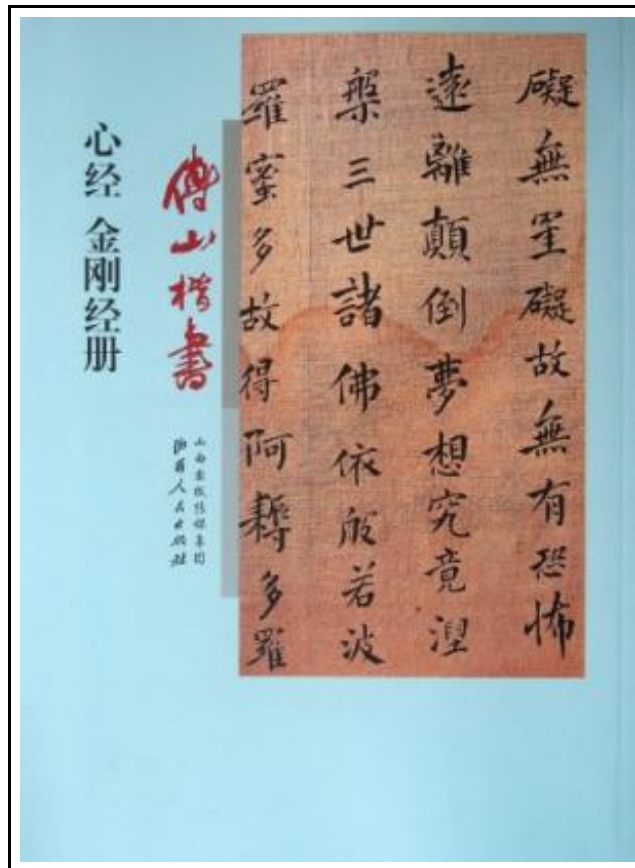 礙無罣礙故無有恐怖
遠離顛倒夢想究竟涅
槃三世諸佛依般若波
羅蜜多故得阿耨多羅
傅山楷書
心经 金刚经册
山西出版传媒集团
山西人民出版社